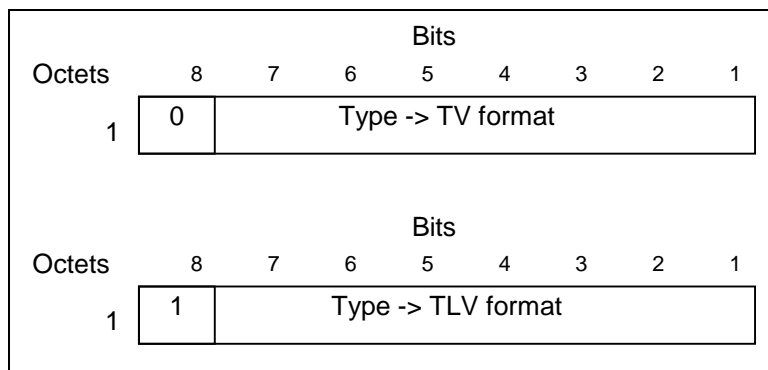 Bits
Octets 8 7 6 5 4 3 2 1
1 0 Type -> TV format
Bits
Octets 8 7 6 5 4 3 2 1
1 1 Type -> TLV format